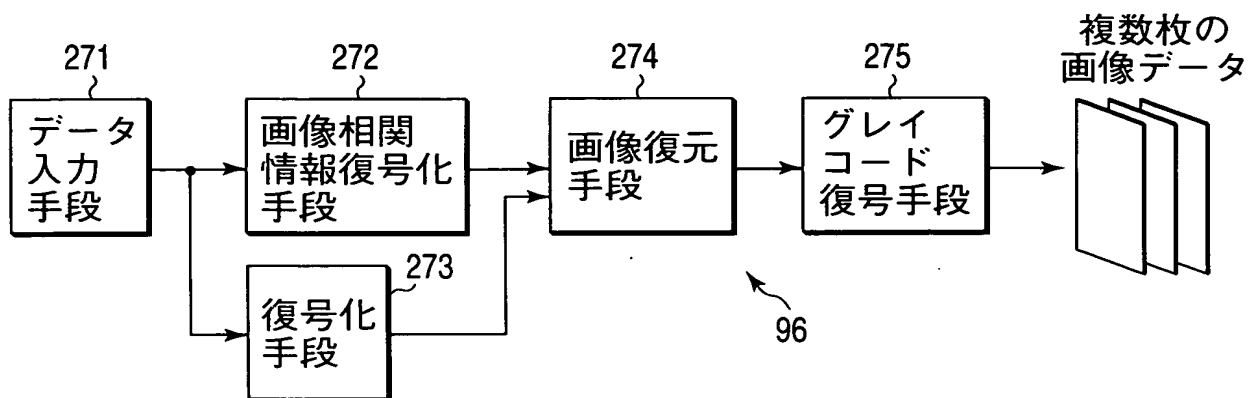 271
データ
入力
手段
272
画像相関
情報復号化
手段
273
復号化
手段
274
画像復元
手段
275
グレイ
コード
復号手段
複数枚の
画像データ
96